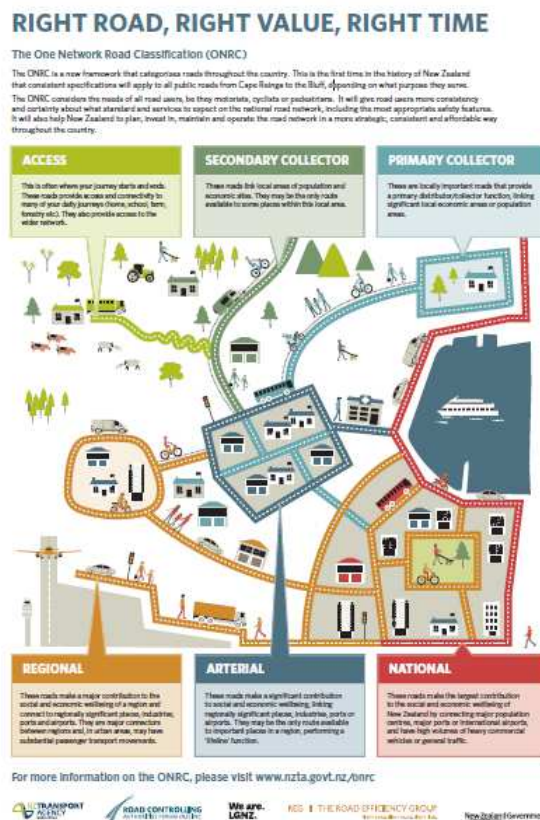 RIGHT ROAD, RIGHT VALUE, RIGHT TIME
The One Network Road Classification (ONRC)
The ONRC is a new framework that categorises roads throughout the country. This is the first time in the history of New Zealand
that consistent specifications will apply to all public roads from Cape Reinga to the Bluff, depending on what purpose they serve.
The ONRC considers the needs of all road users, be they motorists, cyclists or pedestrians. It will give road users more consistency
and certainty about what standard and services to expect on the national road network, including the most appropriate safety features.
It will also help New Zealand to plan, invest in, maintain and operate the road network in a more strategic, consistent and affordable way
throughout the country.
ACCESS
This is often where your journey starts and ends.
These roads provide access and connectivity to
many of your daily journeys (home, school, farm,
forestry etc). They also provide access to the
wider network.
SECONDARY COLLECTOR
These roads link local areas of population and
economic sites. They may be the only route
available to some places within this local area.
PRIMARY COLLECTOR
These are locally important roads that provide
a primary distributor/collector function, linking
significant local economic areas or population
areas.
REGIONAL
These roads make a major contribution to the
social and economic wellbeing of a region and
connect to regionally significant places, industries,
ports and airports. They are major connectors
between regions and, in urban areas, may have
substantial passenger transport movements.
ARTERIAL
These roads make a significant contribution
to social and economic wellbeing, linking
regionally significant places, industries, ports or
airports. They may be the only route available
to important places in a region, performing a
'lifeline' function.
NATIONAL
These roads make the largest contribution
to the social and economic wellbeing of
New Zealand by connecting major population
centres, major ports or international airports,
and have high volumes of heavy commercial
vehicles or general traffic.
For more information on the ONRC, please visit www.nzta.govt.nz/onrc
NZ TRANSPORT
AGENCY
ROAD CONTROLLING
We are.
LGNZ.
REG THE ROAD EFFICIENCY GROUP
New Zealand Government